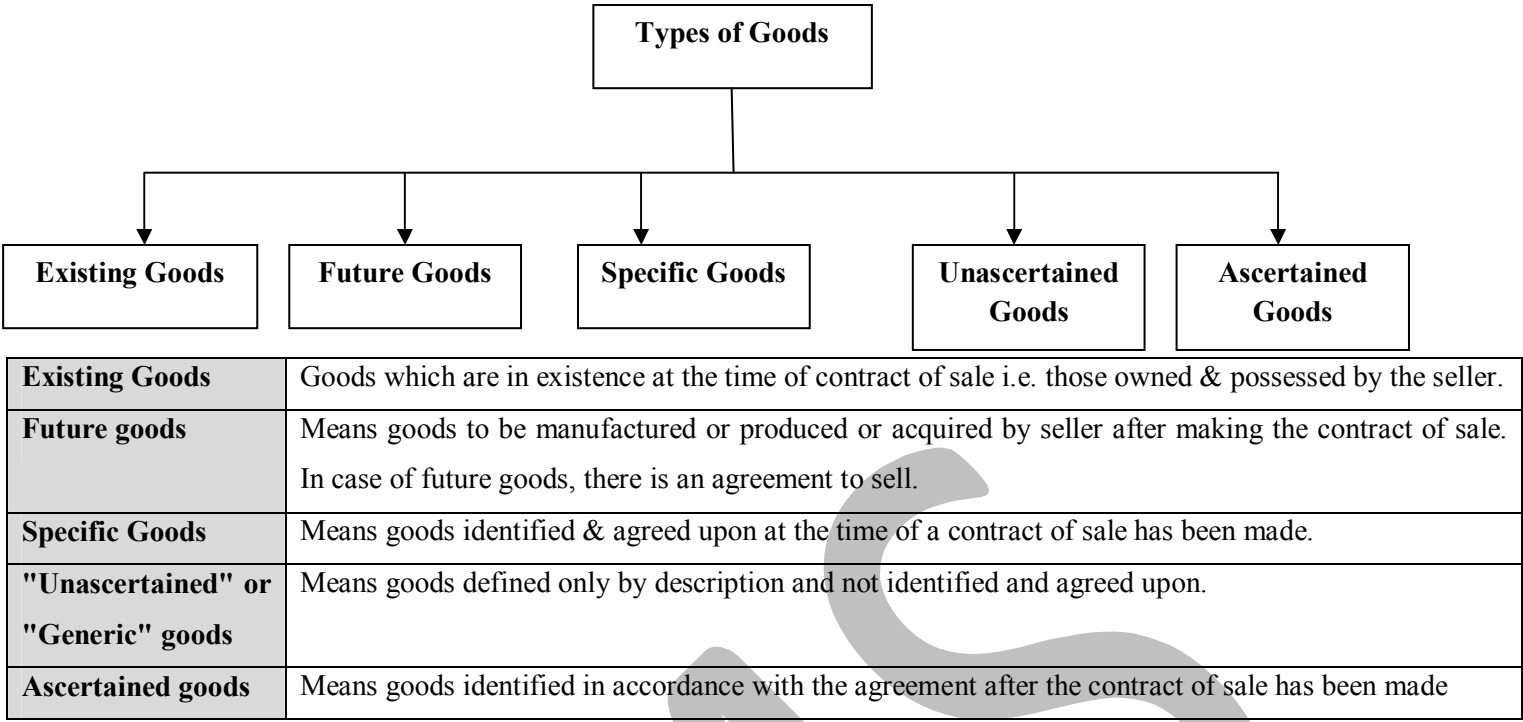 Types of Goods
Existing Goods
Future Goods
Specific Goods
Unascertained
Goods
Ascertained
Goods
Existing Goods
Goods which are in existence at the time of contract of sale i.e. those owned & possessed by the seller.
Future goods
Means goods to be manufactured or produced or acquired by seller after making the contract of sale.
In case of future goods, there is an agreement to sell.
Specific Goods
Means goods identified & agreed upon at the time of a contract of sale has been made.
"Unascertained" or
"Generic" goods
Means goods defined only by description and not identified and agreed upon.
Ascertained goods
Means goods identified in accordance with the agreement after the contract of sale has been made